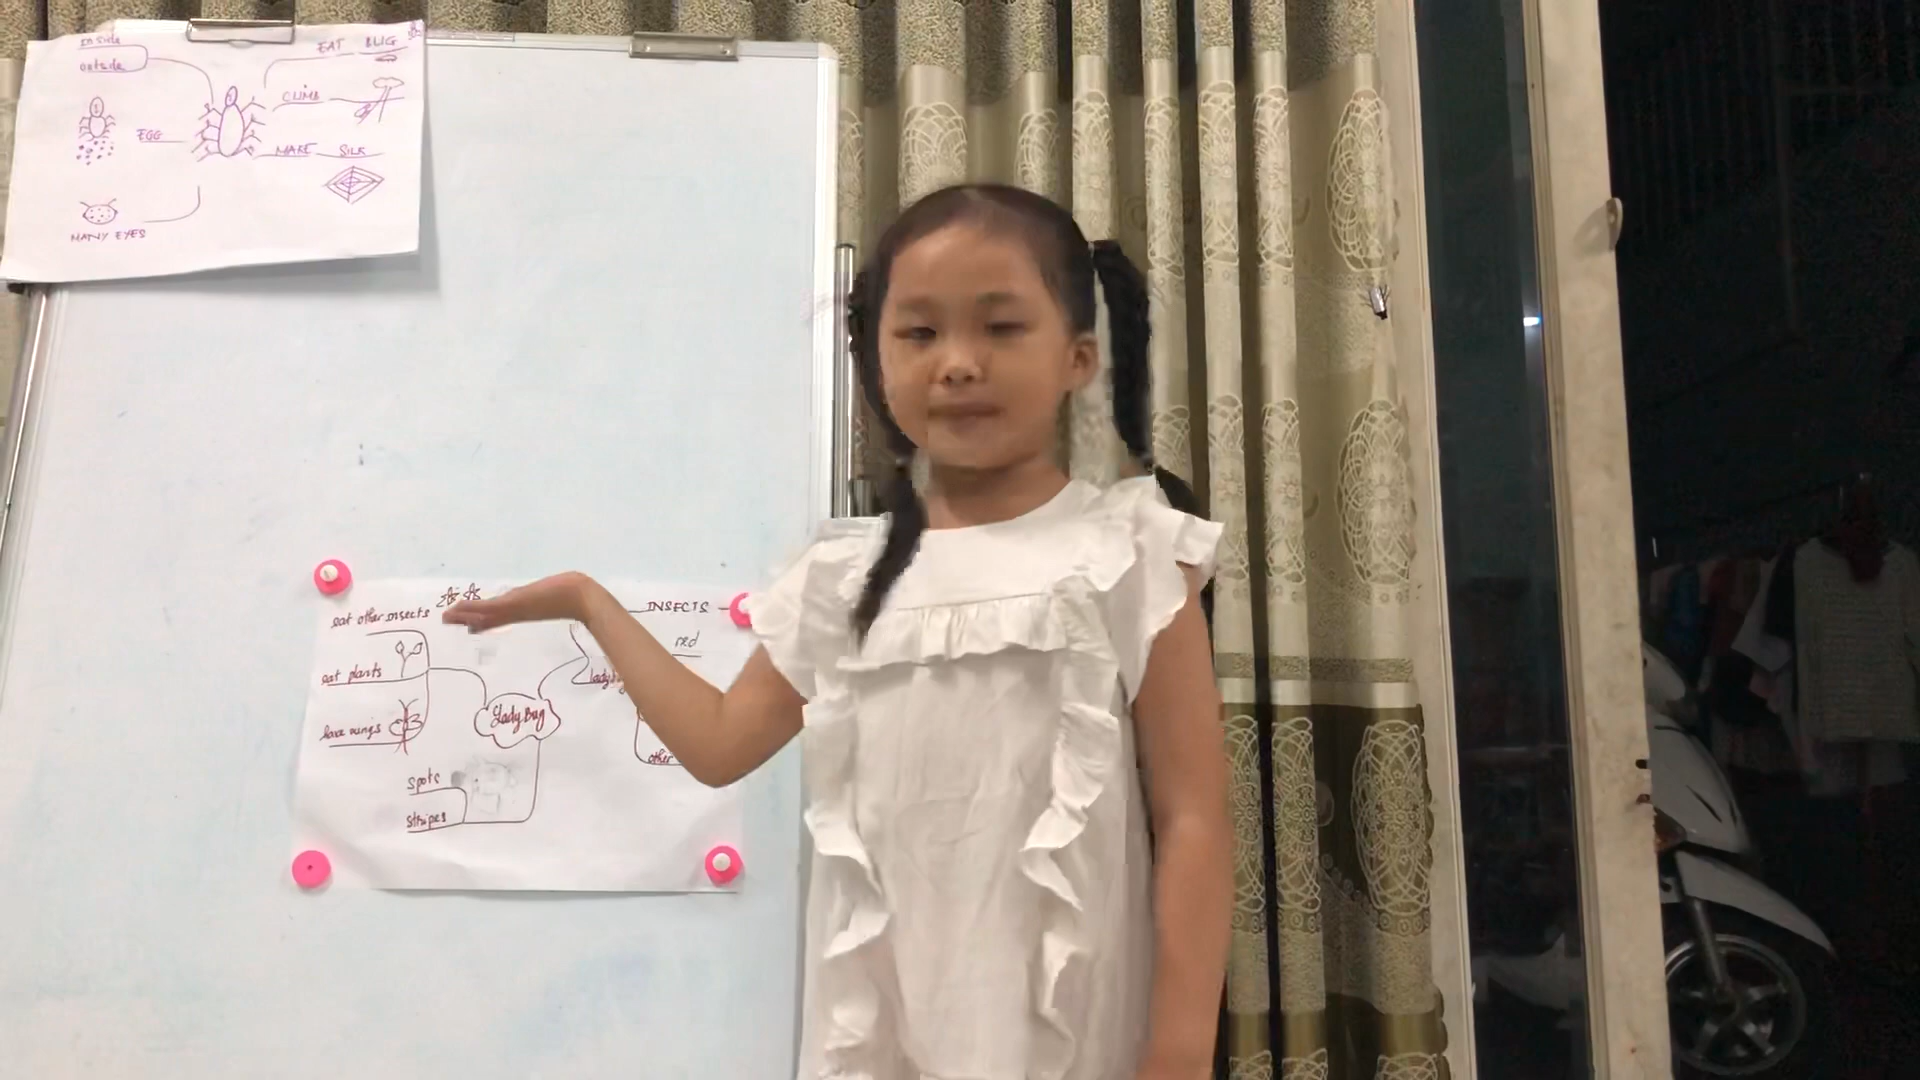 inside
outside
EAT BUG
CLIMB
EGG
MAKE SILK
MANY EYES
eat other insects
INSECTS
red
eat plants
Lady Bug
have wings
other
spots
stripes